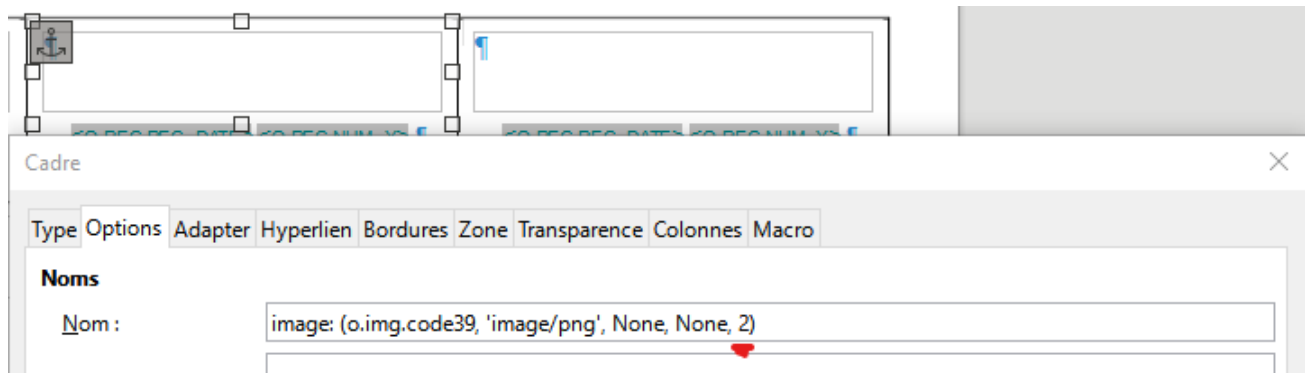 ¶
Cadre
Type Options Adapter Hyperlien Bordures Zone Transparence Colonnes Macro
Noms
Nom :
image: (o.img.code39, 'image/png', None, None, 2)